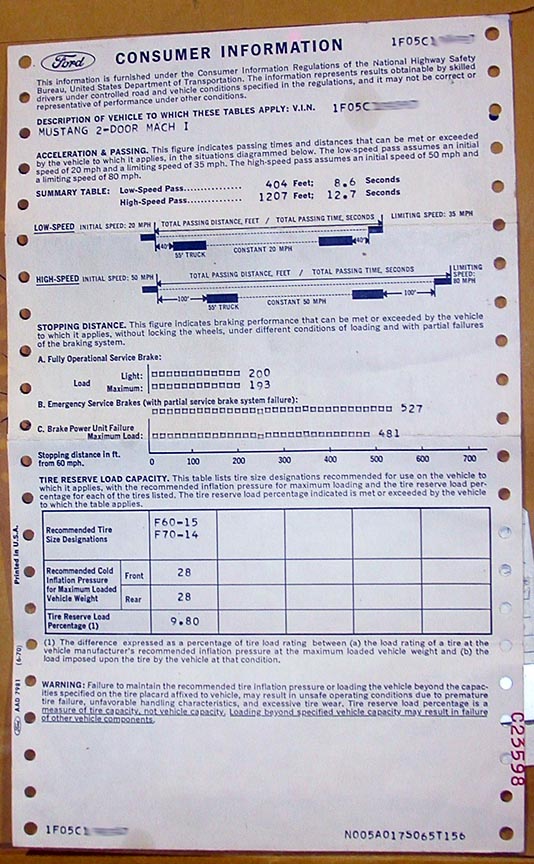 Ford CONSUMER INFORMATION 1F05C1
This information is furnished under the Consumer Information Regulations of the National Highway Safety
Bureau, United States Department of Transportation. The information represents results obtainable by skilled
drivers under controlled road and vehicle conditions specified in the regulations, and it may not be correct or
representative of performance under other conditions.
DESCRIPTION OF VEHICLE TO WHICH THESE TABLES APPLY: V.I.N. 1F05C
MUSTANG 2-DOOR MACH I
ACCELERATION & PASSING. This figure indicates passing times and distances that can be met or exceeded
by the vehicle to which it applies, in the situations diagrammed below. The low-speed pass assumes an initial
speed of 20 mph and a limiting speed of 35 mph. The high-speed pass assumes an initial speed of 50 mph and
a limiting speed of 80 mph.
SUMMARY TABLE: Low-Speed Pass............... 404 Feet; 8.6 Seconds
High-Speed Pass............... 1207 Feet; 12.7 Seconds
LOW-SPEED INITIAL SPEED: 20 MPH TOTAL PASSING DISTANCE, FEET / TOTAL PASSING TIME, SECONDS LIMITING SPEED: 35 MPH
40' 55' TRUCK CONSTANT 20 MPH 40'
HIGH-SPEED INITIAL SPEED: 50 MPH TOTAL PASSING DISTANCE, FEET / TOTAL PASSING TIME, SECONDS LIMITING SPEED: 80 MPH
100' 55' TRUCK CONSTANT 50 MPH 100'
STOPPING DISTANCE. This figure indicates braking performance that can be met or exceeded by the vehicle
to which it applies, without locking the wheels, under different conditions of loading and with partial failures
of the braking system.
A. Fully Operational Service Brake:
Load Light: 200
Maximum: 193
B. Emergency Service Brakes (with partial service brake system failure):
527
C. Brake Power Unit Failure
Maximum Load: 481
Stopping distance in ft. from 60 mph. 0 100 200 300 400 500 600 700
TIRE RESERVE LOAD CAPACITY. This table lists tire size designations recommended for use on the vehicle to
which it applies, with the recommended inflation pressure for maximum loading and the tire reserve load per-
centage for each of the tires listed. The tire reserve load percentage indicated is met or exceeded by the vehicle
to which the table applies.
Recommended Tire Size Designations F60-15
F70-14
Recommended Cold Inflation Pressure for Maximum Loaded Vehicle Weight Front 28
Rear 28
Tire Reserve Load Percentage (1) 9.80
(1) The difference expressed as a percentage of tire load rating between (a) the load rating of a tire at the
vehicle manufacturer's recommended inflation pressure at the maximum loaded vehicle weight and (b) the
load imposed upon the tire by the vehicle at that condition.
WARNING: Failure to maintain the recommended tire inflation pressure or loading the vehicle beyond the capac-
ities specified on the tire placard affixed to vehicle, may result in unsafe operating conditions due to premature
tire failure, unfavorable handling characteristics, and excessive tire wear. Tire reserve load percentage is a
measure of tire capacity, not vehicle capacity. Loading beyond specified vehicle capacity may result in failure
of other vehicle components.
Printed in U.S.A.
Ford AAD 7981 (6-70)
C23598
1F05C1 N005A017S065T156